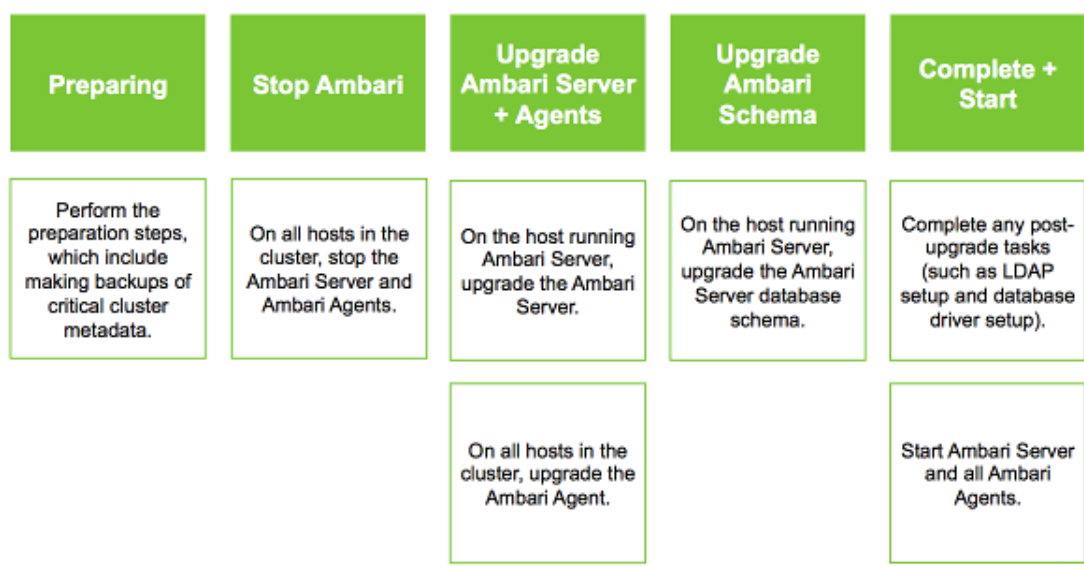 Preparing
Stop Ambari
Upgrade
Ambari Server
+ Agents
Upgrade
Ambari
Schema
Complete +
Start
Perform the
preparation steps,
which include
making backups of
critical cluster
metadata.
On all hosts in the
cluster, stop the
Ambari Server and
Ambari Agents.
On the host running
Ambari Server,
upgrade the Ambari
Server.
On the host running
Ambari Server,
upgrade the Ambari
Server database
schema.
Complete any post-
upgrade tasks
(such as LDAP
setup and database
driver setup).
On all hosts in the
cluster, upgrade the
Ambari Agent.
Start Ambari Server
and all Ambari
Agents.